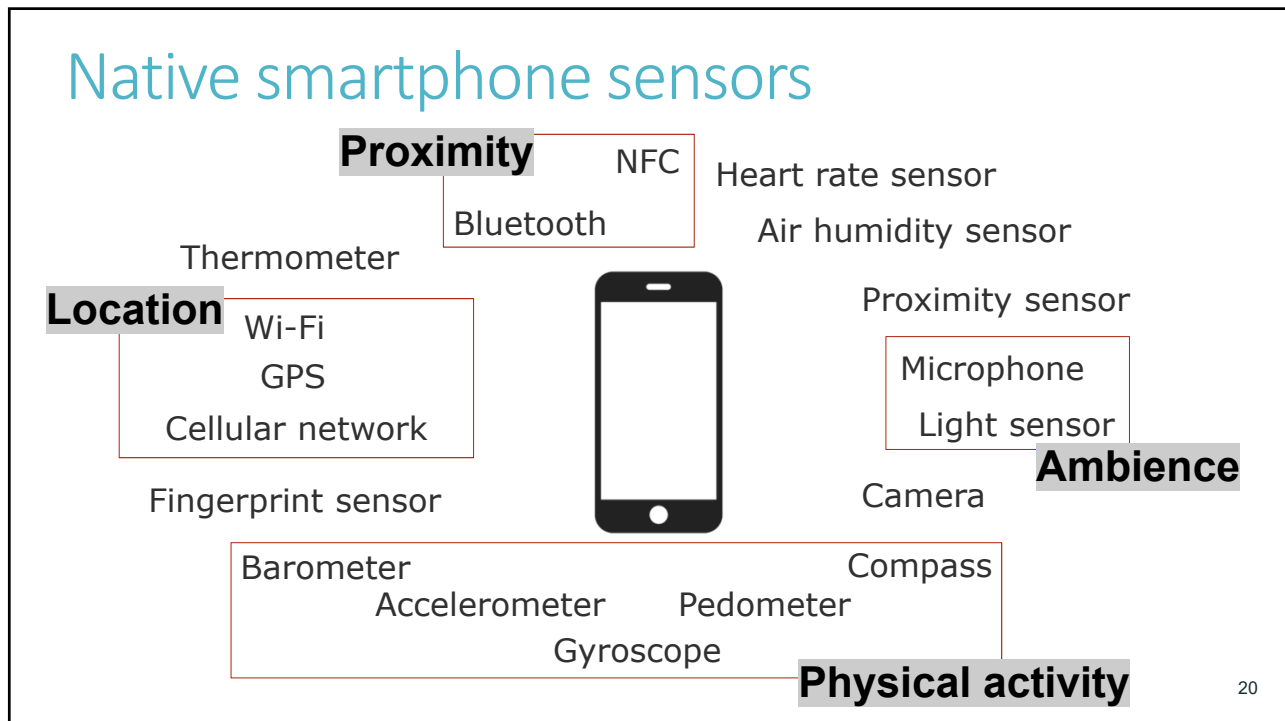 Native smartphone sensors
Proximity
NFC
Heart rate sensor
Bluetooth
Air humidity sensor
Thermometer
Location
Proximity sensor
Wi-Fi
GPS
Microphone
Cellular network
Light sensor
Ambience
Fingerprint sensor
Camera
Barometer
Compass
Accelerometer
Pedometer
Gyroscope
Physical activity
20